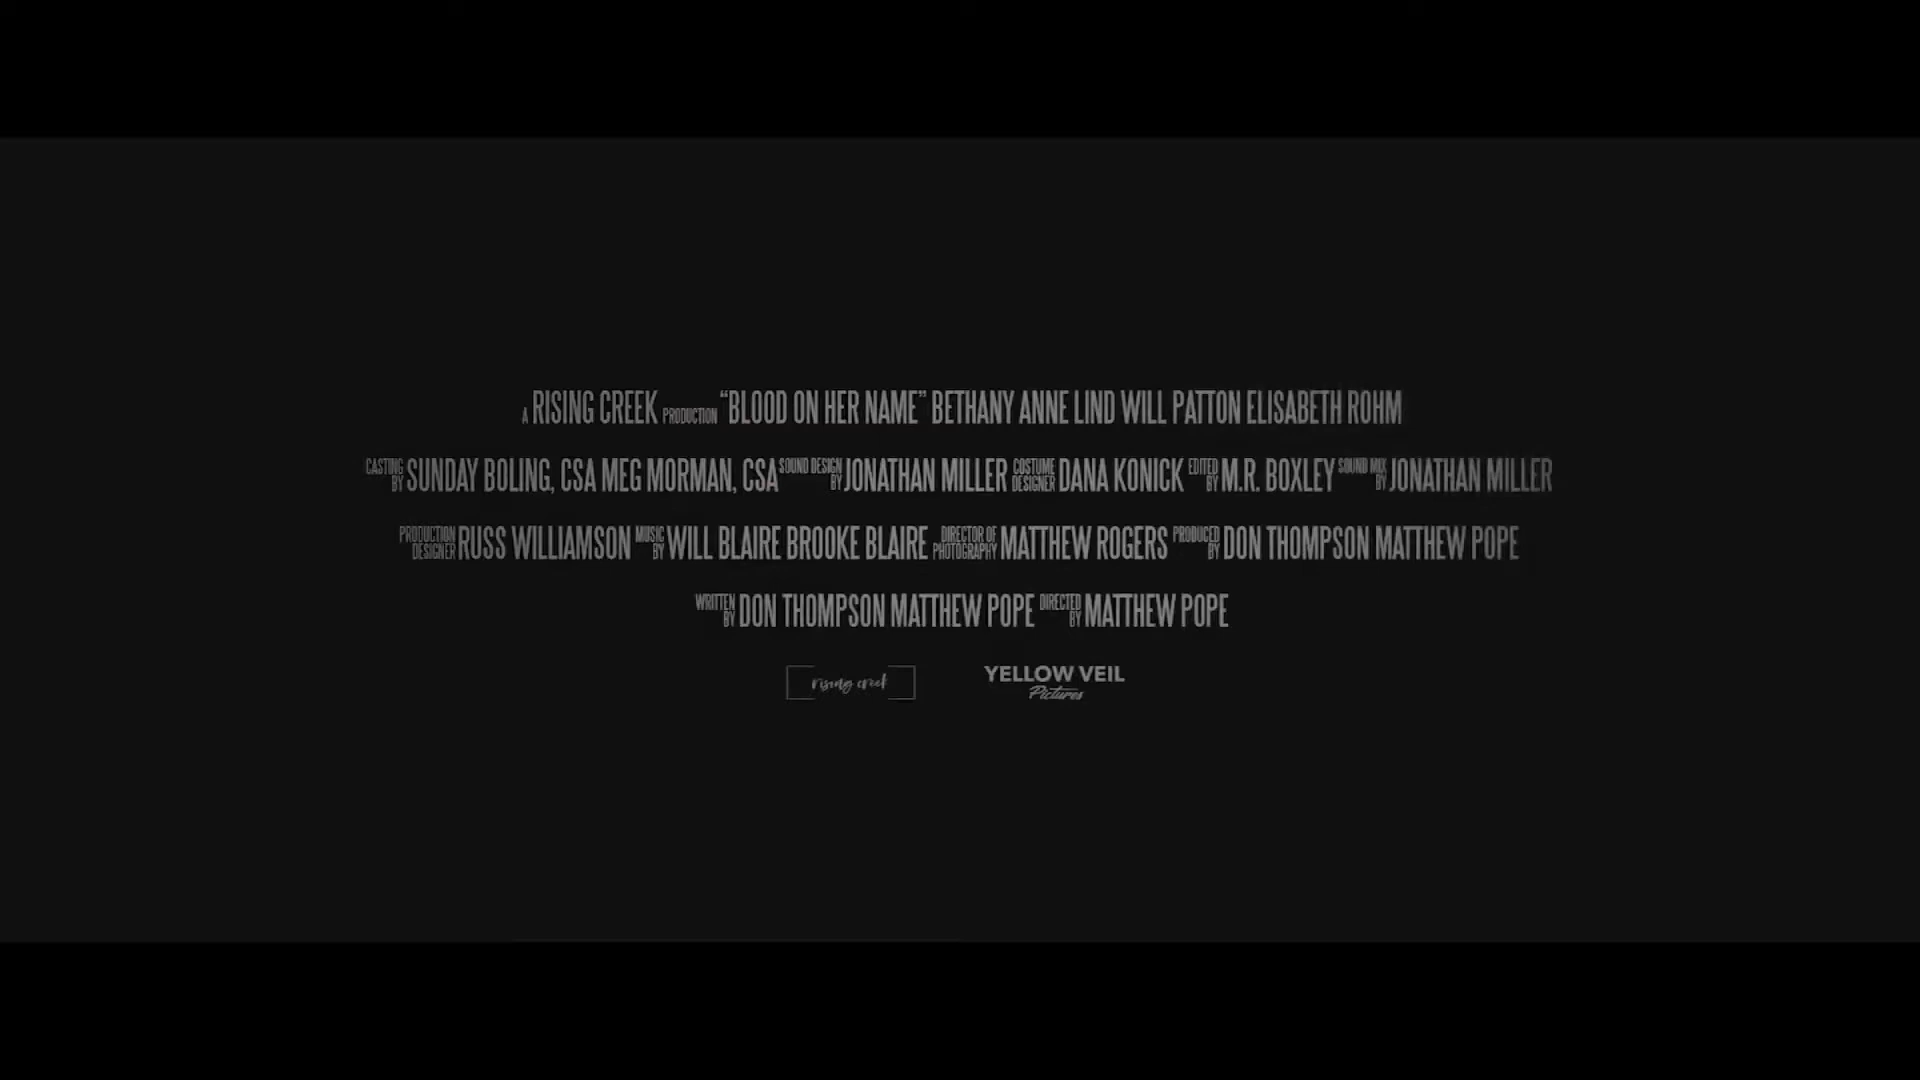 A RISING CREEK PRODUCTION “BLOOD ON HER NAME” BETHANY ANNE LIND WILL PATTON ELISABETH ROHM
CASTING BY SUNDAY BOLING, CSA MEG MORMAN, CSA SOUND DESIGN BY JONATHAN MILLER COSTUME DESIGNER DANA KONICK EDITED BY M.R. BOXLEY SOUND MIX BY JONATHAN MILLER
PRODUCTION DESIGNER RUSS WILLIAMSON MUSIC BY WILL BLAIRE BROOKE BLAIRE DIRECTOR OF PHOTOGRAPHY MATTHEW ROGERS PRODUCED BY DON THOMPSON MATTHEW POPE
WRITTEN BY DON THOMPSON MATTHEW POPE DIRECTED BY MATTHEW POPE
rising creek
YELLOW VEIL
Pictures